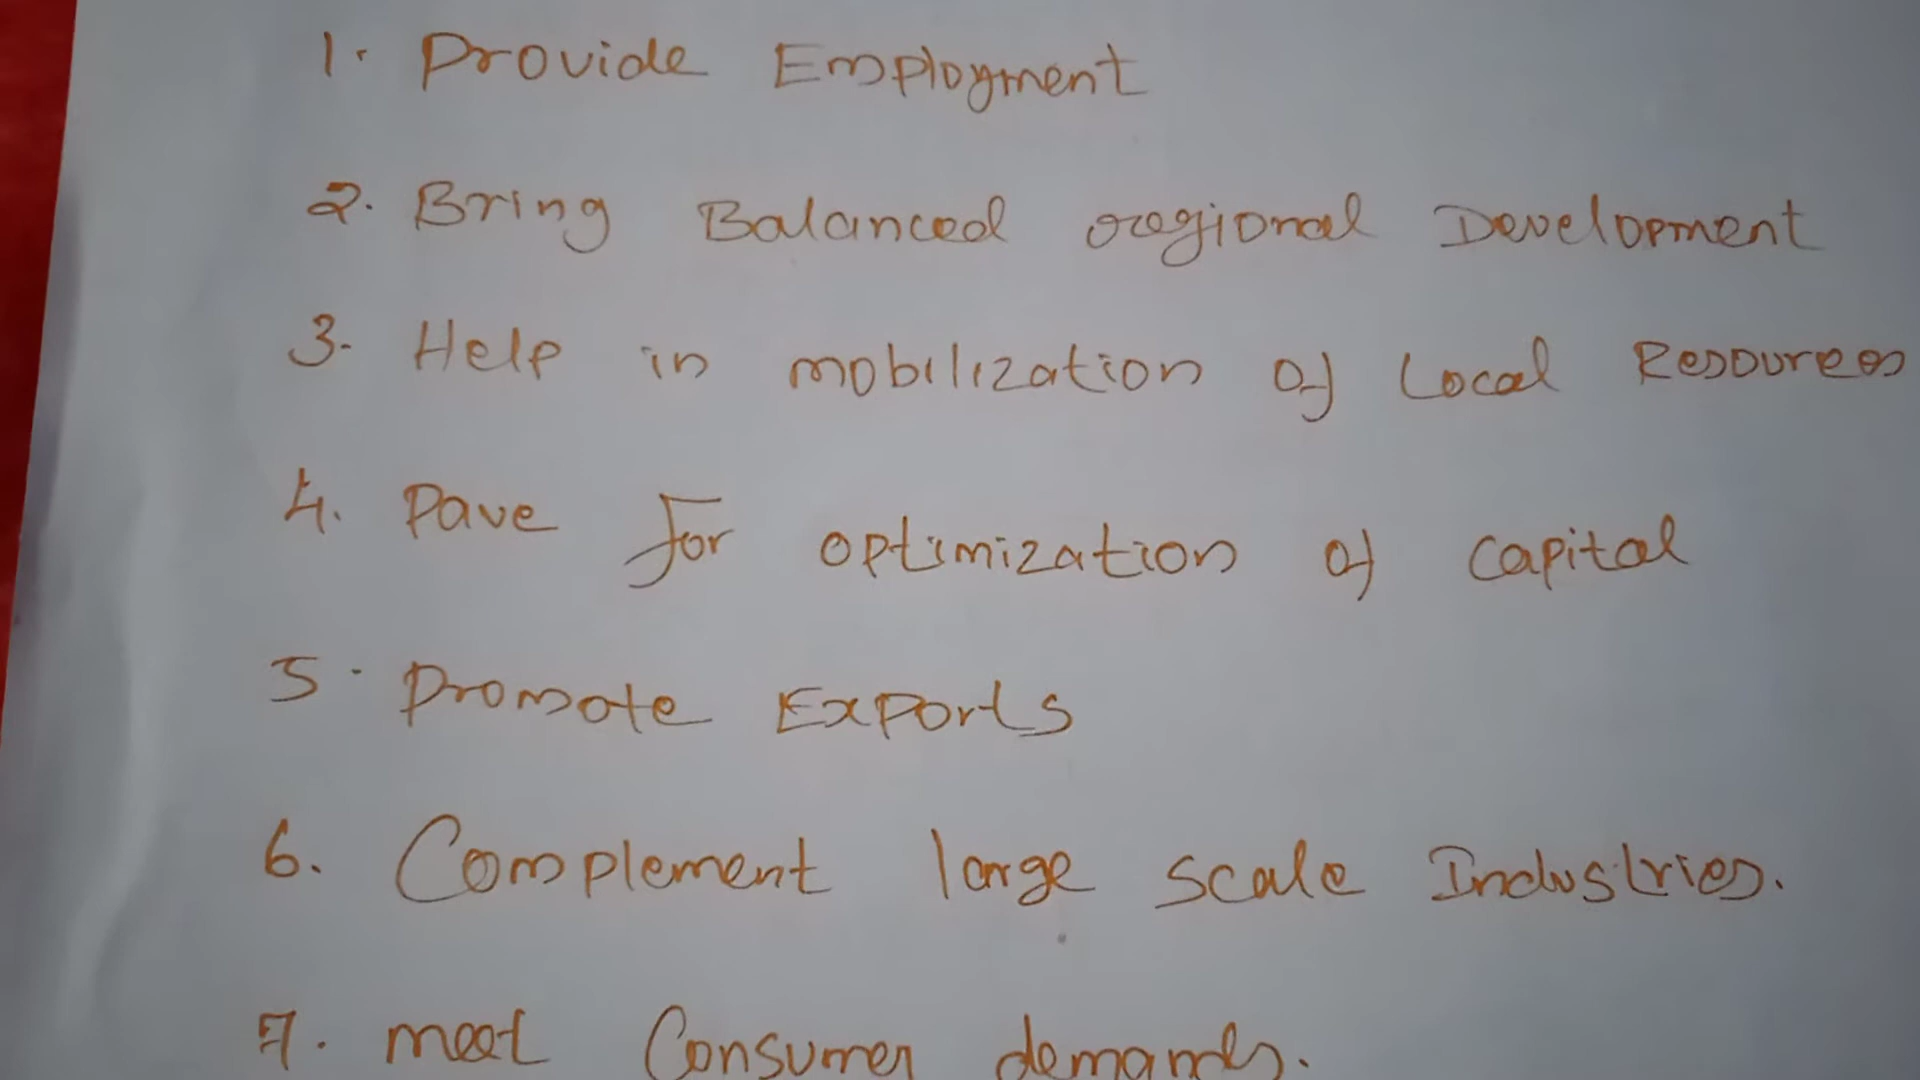 1. Provide Employment
2. Bring Balanced regional Development
3. Help in mobilization of Local Resources
4. Pave for optimization of capital
5. Promote Exports
6. Complement large scale Industries.
7. meet Consumer demands.